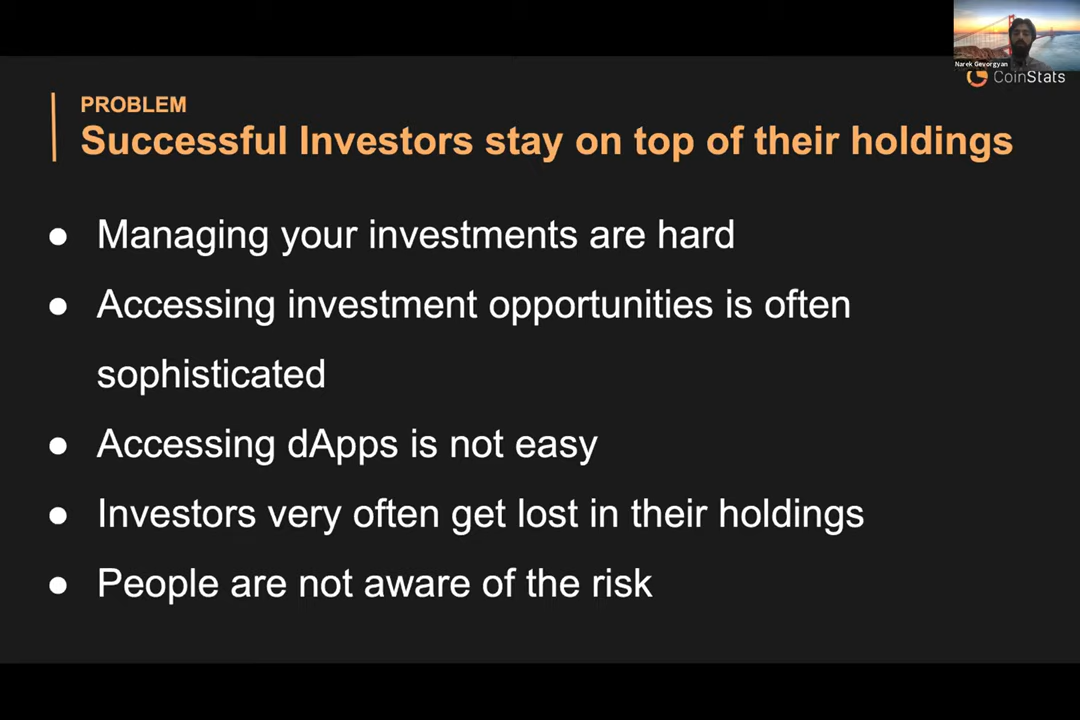 Narek Gevorgyan
CoinStats
PROBLEM
Successful Investors stay on top of their holdings
● Managing your investments are hard
● Accessing investment opportunities is often
sophisticated
● Accessing dApps is not easy
● Investors very often get lost in their holdings
● People are not aware of the risk